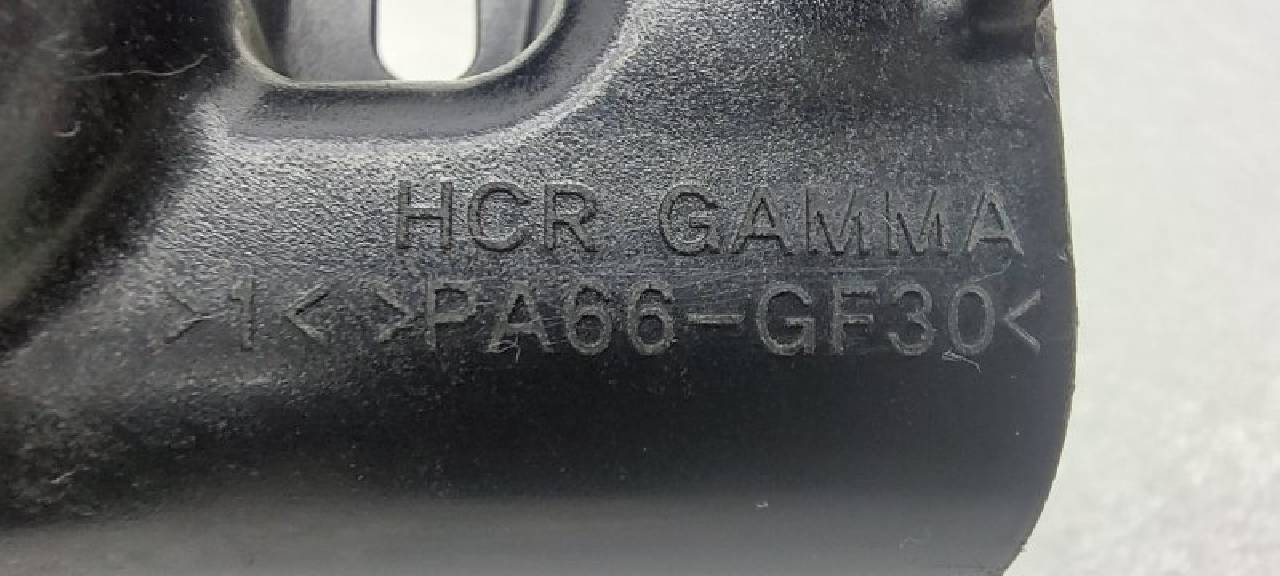 HCR GAMMA
>1< >PA66-GF30<